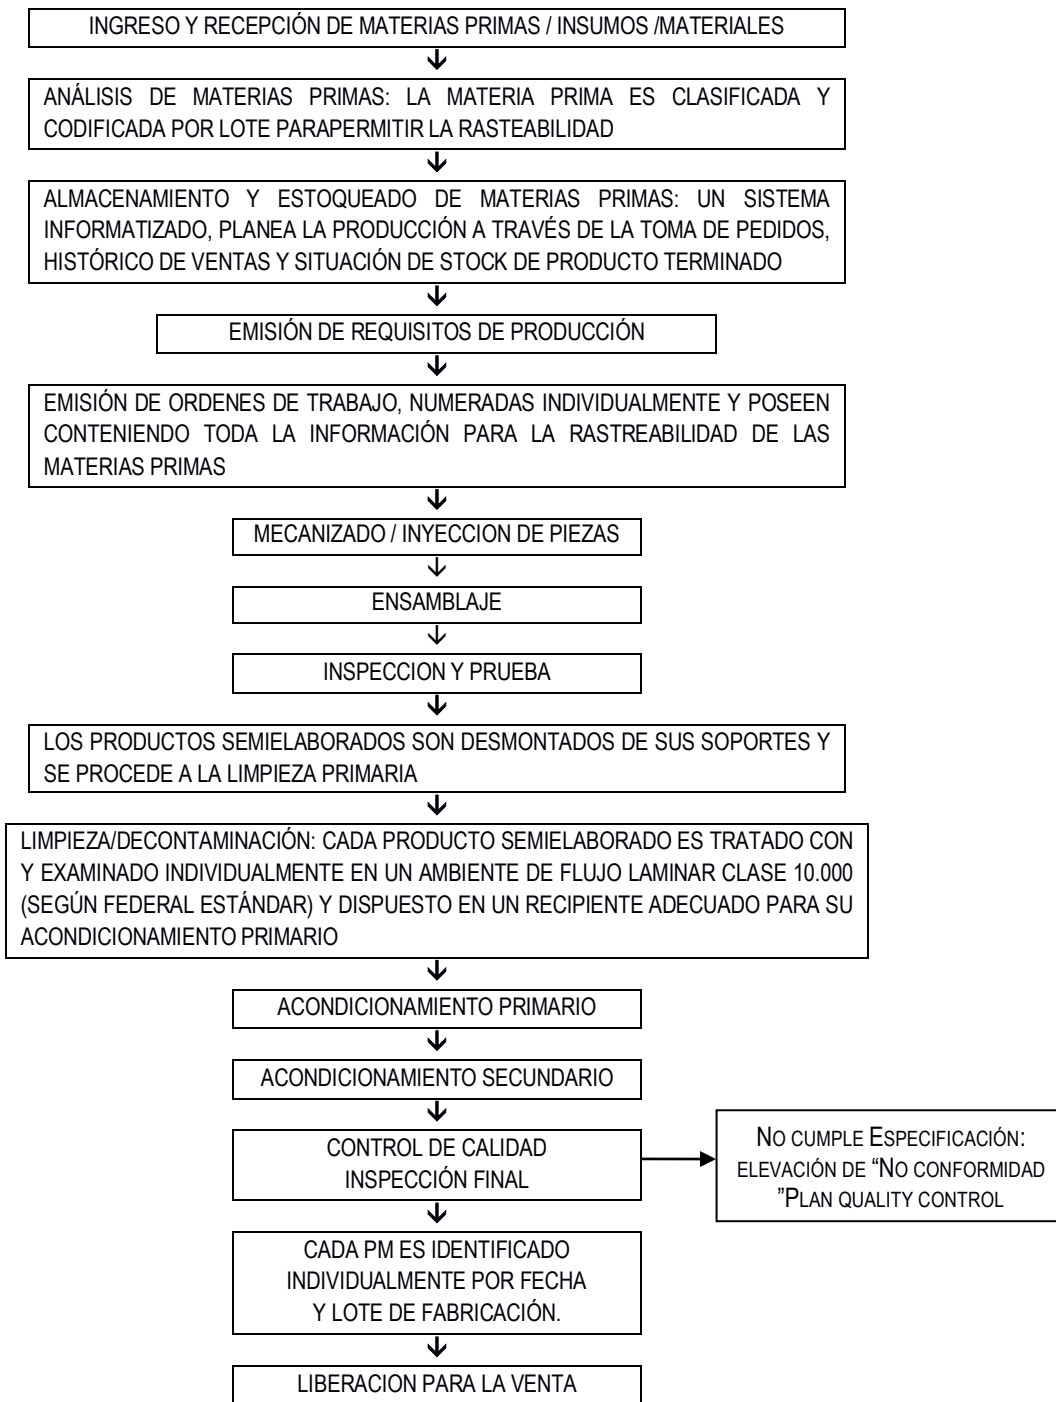 INGRESO Y RECEPCIÓN DE MATERIAS PRIMAS / INSUMOS /MATERIALES
ANÁLISIS DE MATERIAS PRIMAS: LA MATERIA PRIMA ES CLASIFICADA Y
CODIFICADA POR LOTE PARAPERMITIR LA RASTEABILIDAD
ALMACENAMIENTO Y ESTOQUEADO DE MATERIAS PRIMAS: UN SISTEMA
INFORMATIZADO, PLANEA LA PRODUCCIÓN A TRAVÉS DE LA TOMA DE PEDIDOS,
HISTÓRICO DE VENTAS Y SITUACIÓN DE STOCK DE PRODUCTO TERMINADO
EMISIÓN DE REQUISITOS DE PRODUCCIÓN
EMISIÓN DE ORDENES DE TRABAJO, NUMERADAS INDIVIDUALMENTE Y POSEEN
CONTENIENDO TODA LA INFORMACIÓN PARA LA RASTREABILIDAD DE LAS
MATERIAS PRIMAS
MECANIZADO / INYECCION DE PIEZAS
ENSAMBLAJE
INSPECCION Y PRUEBA
LOS PRODUCTOS SEMIELABORADOS SON DESMONTADOS DE SUS SOPORTES Y
SE PROCEDE A LA LIMPIEZA PRIMARIA
LIMPIEZA/DECONTAMINACIÓN: CADA PRODUCTO SEMIELABORADO ES TRATADO CON
Y EXAMINADO INDIVIDUALMENTE EN UN AMBIENTE DE FLUJO LAMINAR CLASE 10.000
(SEGÚN FEDERAL ESTÁNDAR) Y DISPUESTO EN UN RECIPIENTE ADECUADO PARA SU
ACONDICIONAMIENTO PRIMARIO
ACONDICIONAMIENTO PRIMARIO
ACONDICIONAMIENTO SECUNDARIO
CONTROL DE CALIDAD
INSPECCIÓN FINAL
NO CUMPLE ESPECIFICACIÓN:
ELEVACIÓN DE “NO CONFORMIDAD
”PLAN QUALITY CONTROL
CADA PM ES IDENTIFICADO
INDIVIDUALMENTE POR FECHA
Y LOTE DE FABRICACIÓN.
LIBERACION PARA LA VENTA